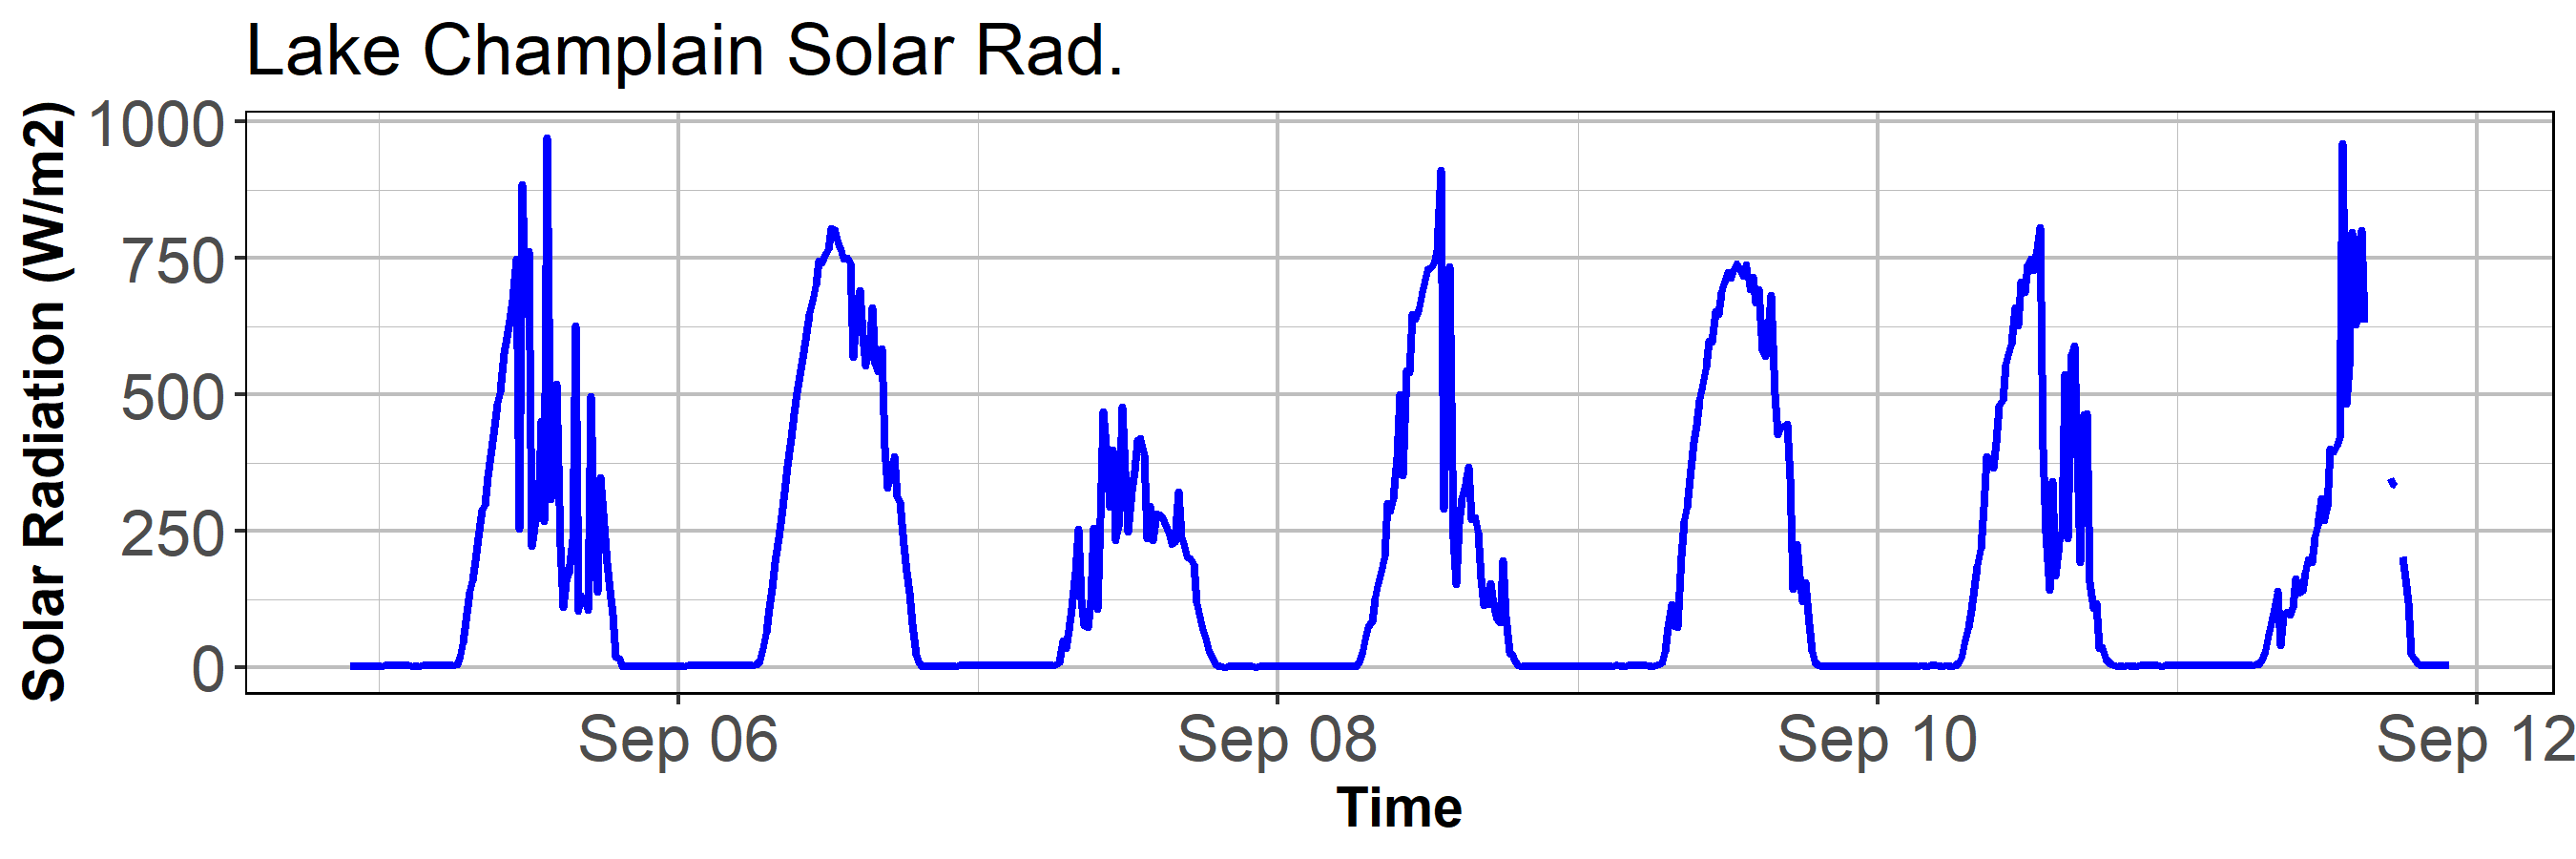 Lake Champlain Solar Rad.
Solar Radiation (W/m2)
1000
750
500
250
0
Sep 06 Sep 08 Sep 10 Sep 12
Time